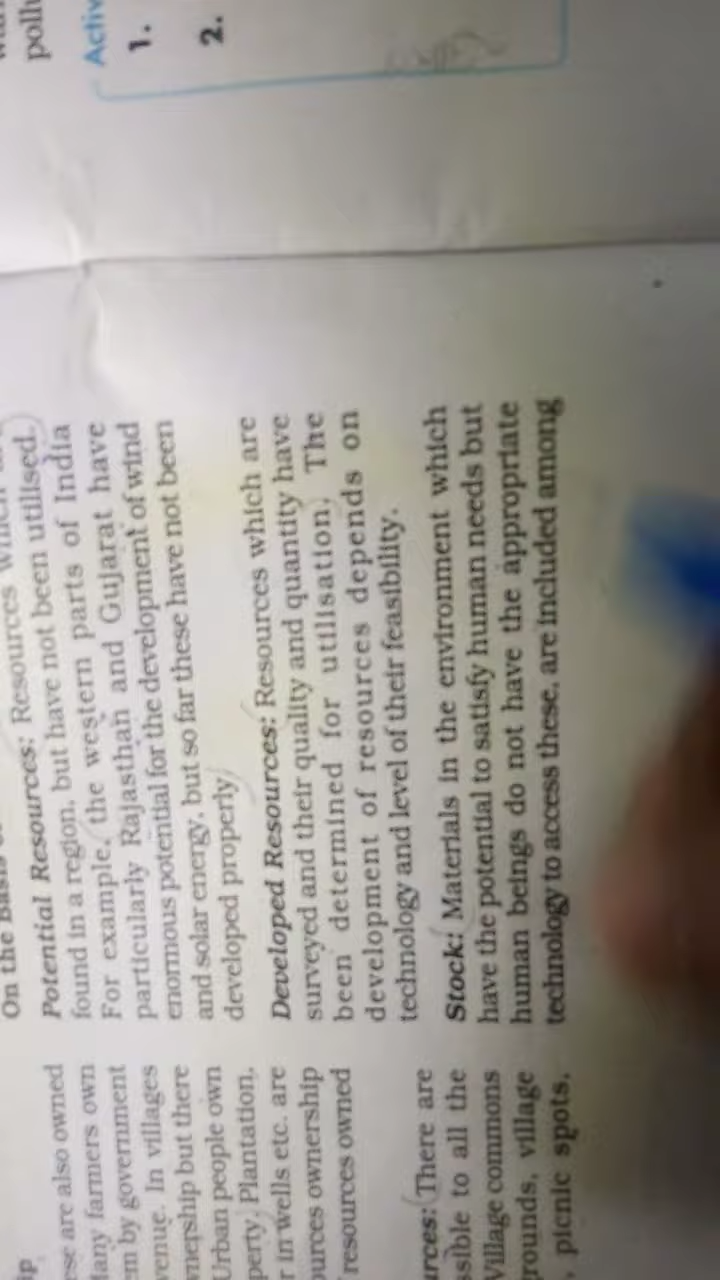 ip
ese are also owned
any farmers own
em by government
venue. In villages
nership but there
Urban people own
perty. Plantation,
r in wells etc. are
ources ownership
resources owned
urces: There are
ssible to all the
Village commons
rounds, village
, picnic spots,
On the
Potential Resources: Resources which
found in a region, but have not been utilised.
For example, the western parts of India
particularly Rajasthan and Gujarat have
enormous potential for the development of wind
and solar energy, but so far these have not been
developed properly.
Developed Resources: Resources which are
surveyed and their quality and quantity have
been determined for utilisation. The
development of resources depends on
technology and level of their feasibility.
Stock: Materials in the environment which
have the potential to satisfy human needs but
human beings do not have the appropriate
technology to access these, are included among
pollu
Activ
1.
2.